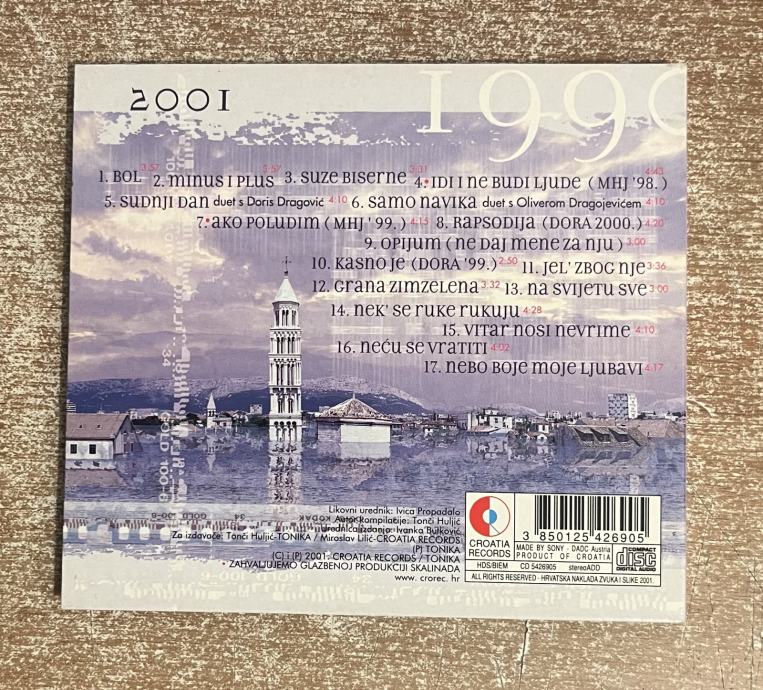 2001
1990
1. BOL 3:57 2. MINUS I PLUS 3:57 3. SUZE BISERNE 3:31 4.•IDI I NE BUDI LJUDE ( MHJ '98. ) 4:43
5. SUDNJI DAN duet s Doris Dragović 4:10 6. SAMO NAVIKA duet s Oliverom Dragojevićem 4:10
7.•AKO POLUDIM ( MHJ ' 99. ) 4:15 8. RAPSODIJA (DORA 2000.) 4:20
9. OPIJUM ( NE DAJ MENE ZA NJU ) 3:00
10. KASNO JE (DORA '99.) 2:50 11. JEL' ZBOG NJE 3:36
12. GRANA ZIMZELENA 3:32 13. NA SVIJETU SVE 3:00
14. NEK' SE RUKE RUKUJU 4:28
15. VITAR NOSI NEVRIME 4:10
16. NEĆU SE VRATITI 4:02
17. NEBO BOJE MOJE LJUBAVI 4:17
Likovni urednik: Ivica Propadalo
Autor kompilacije: Tonči Huljić
Urednica izdanja: Ivanka Butković
Za izdavače: Tonči Huljić-TONIKA / Miroslav Lilić-CROATIA RECORDS
(P) TONIKA
(C) i (P) 2001. CROATIA RECORDS / TONIKA
• ZAHVALJUJEMO GLAZBENOJ PRODUKCIJI SKALINADA
www. crorec. hr
CROATIA
RECORDS
3 850125 426905
MADE BY SONY - DADC Austria
PRODUCT OF CROATIA
COMPACT
disc
DIGITAL AUDIO
HDS/BIEM CD 5426905 stereoADD
ALL RIGHTS RESERVED - HRVATSKA NAKLADA ZVUKA I SLIKE 2001.
KODAK
GOLD 100-6
34